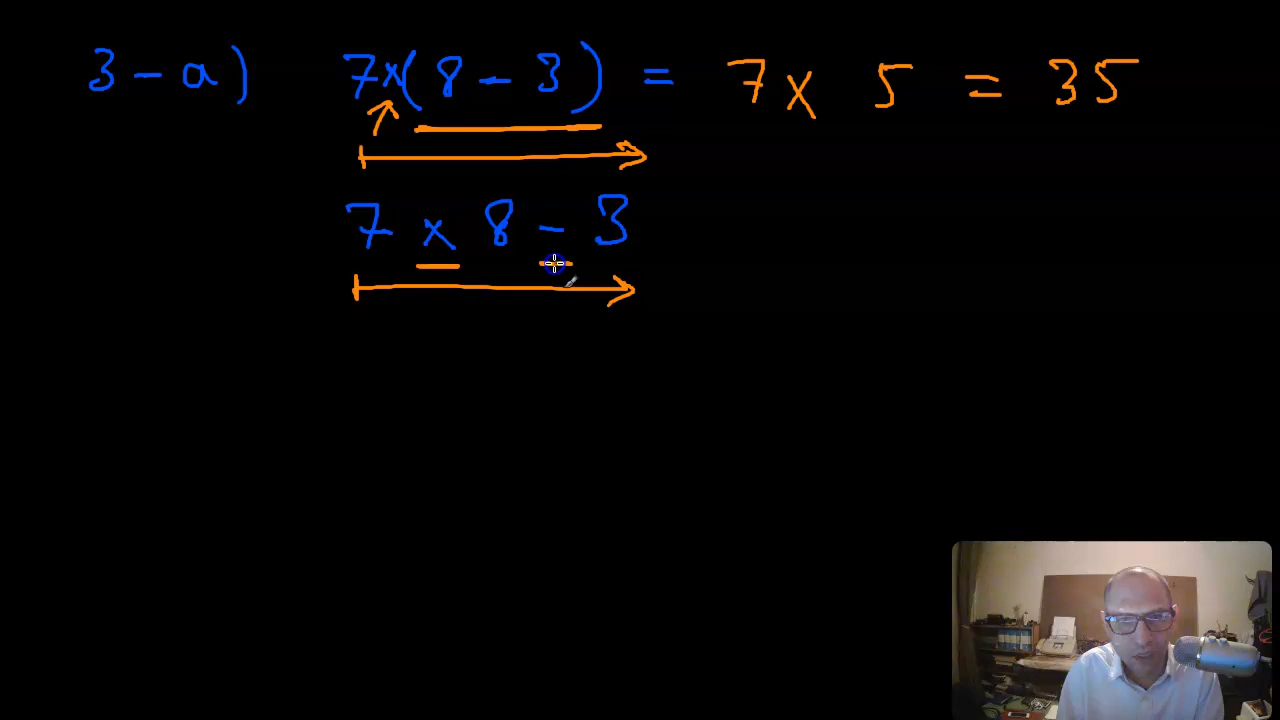 3 - a) 7×(8 - 3) = 7 × 5 = 35
7 × 8 - 3